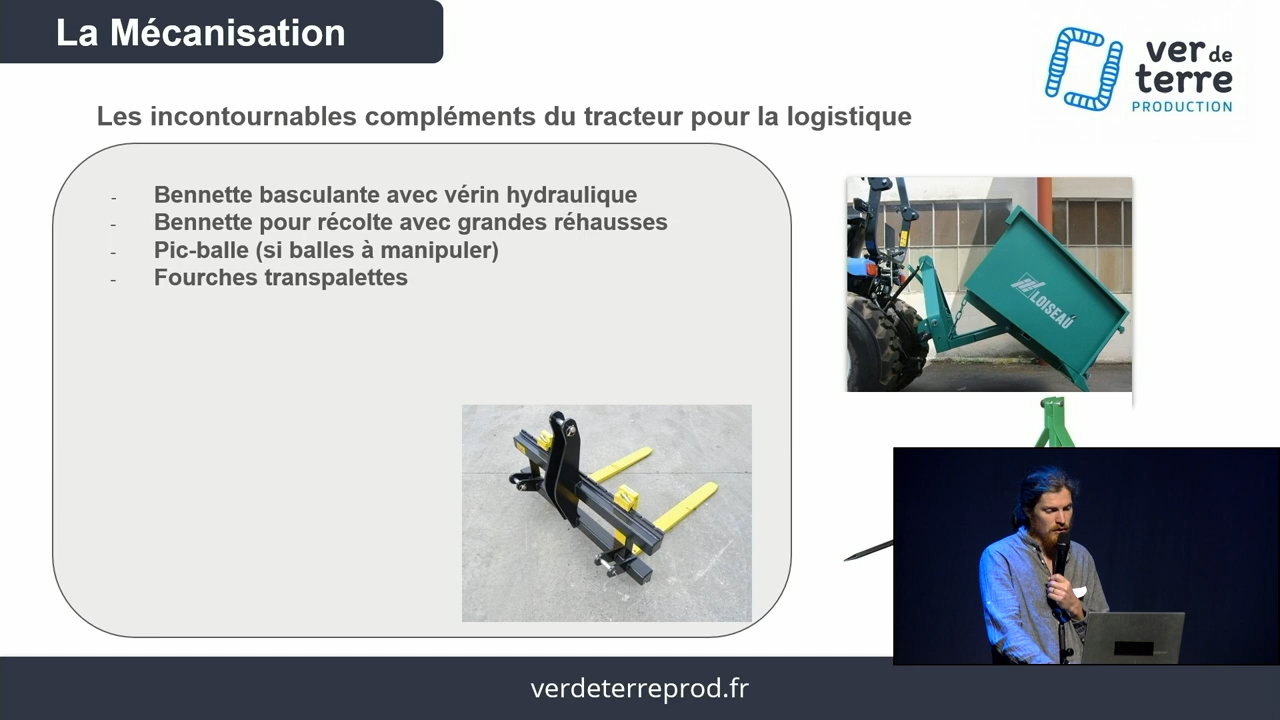 La Mécanisation
ver de
terre
PRODUCTION
Les incontournables compléments du tracteur pour la logistique
- Bennette basculante avec vérin hydraulique
- Bennette pour récolte avec grandes réhausses
- Pic-balle (si balles à manipuler)
- Fourches transpalettes
LOISEAU
verdeterreprod.fr